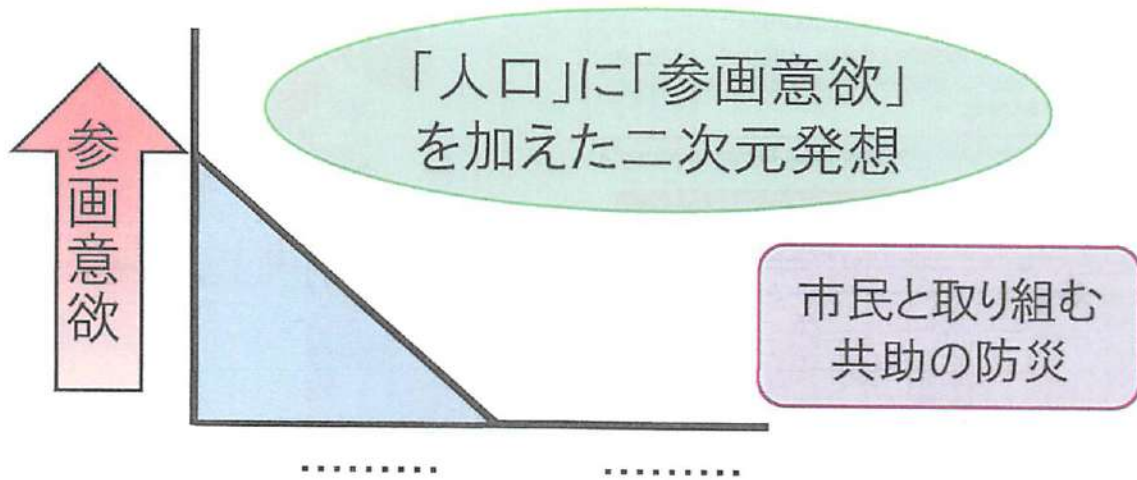 「人口」に「参画意欲」
を加えた二次元発想
参画意欲
市民と取り組む
共助の防災